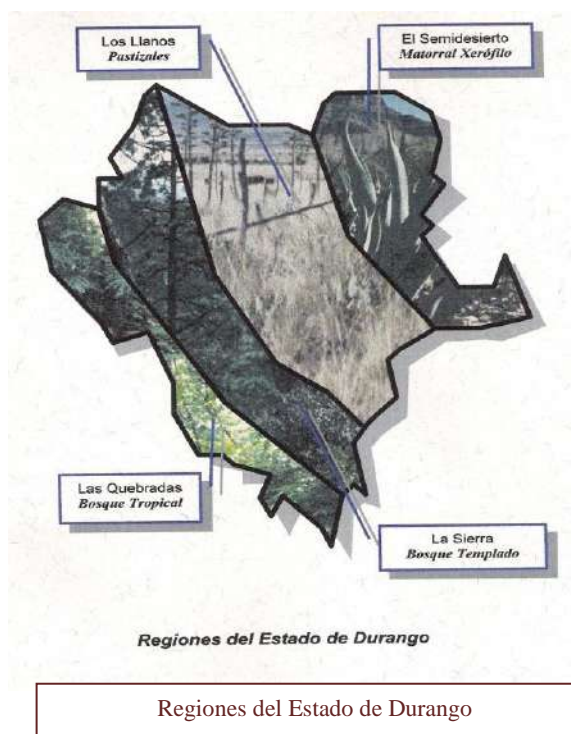 Los Llanos
Pastizales
El Semidesierto
Matorral Xerófilo
Las Quebradas
Bosque Tropical
La Sierra
Bosque Templado
Regiones del Estado de Durango
Regiones del Estado de Durango